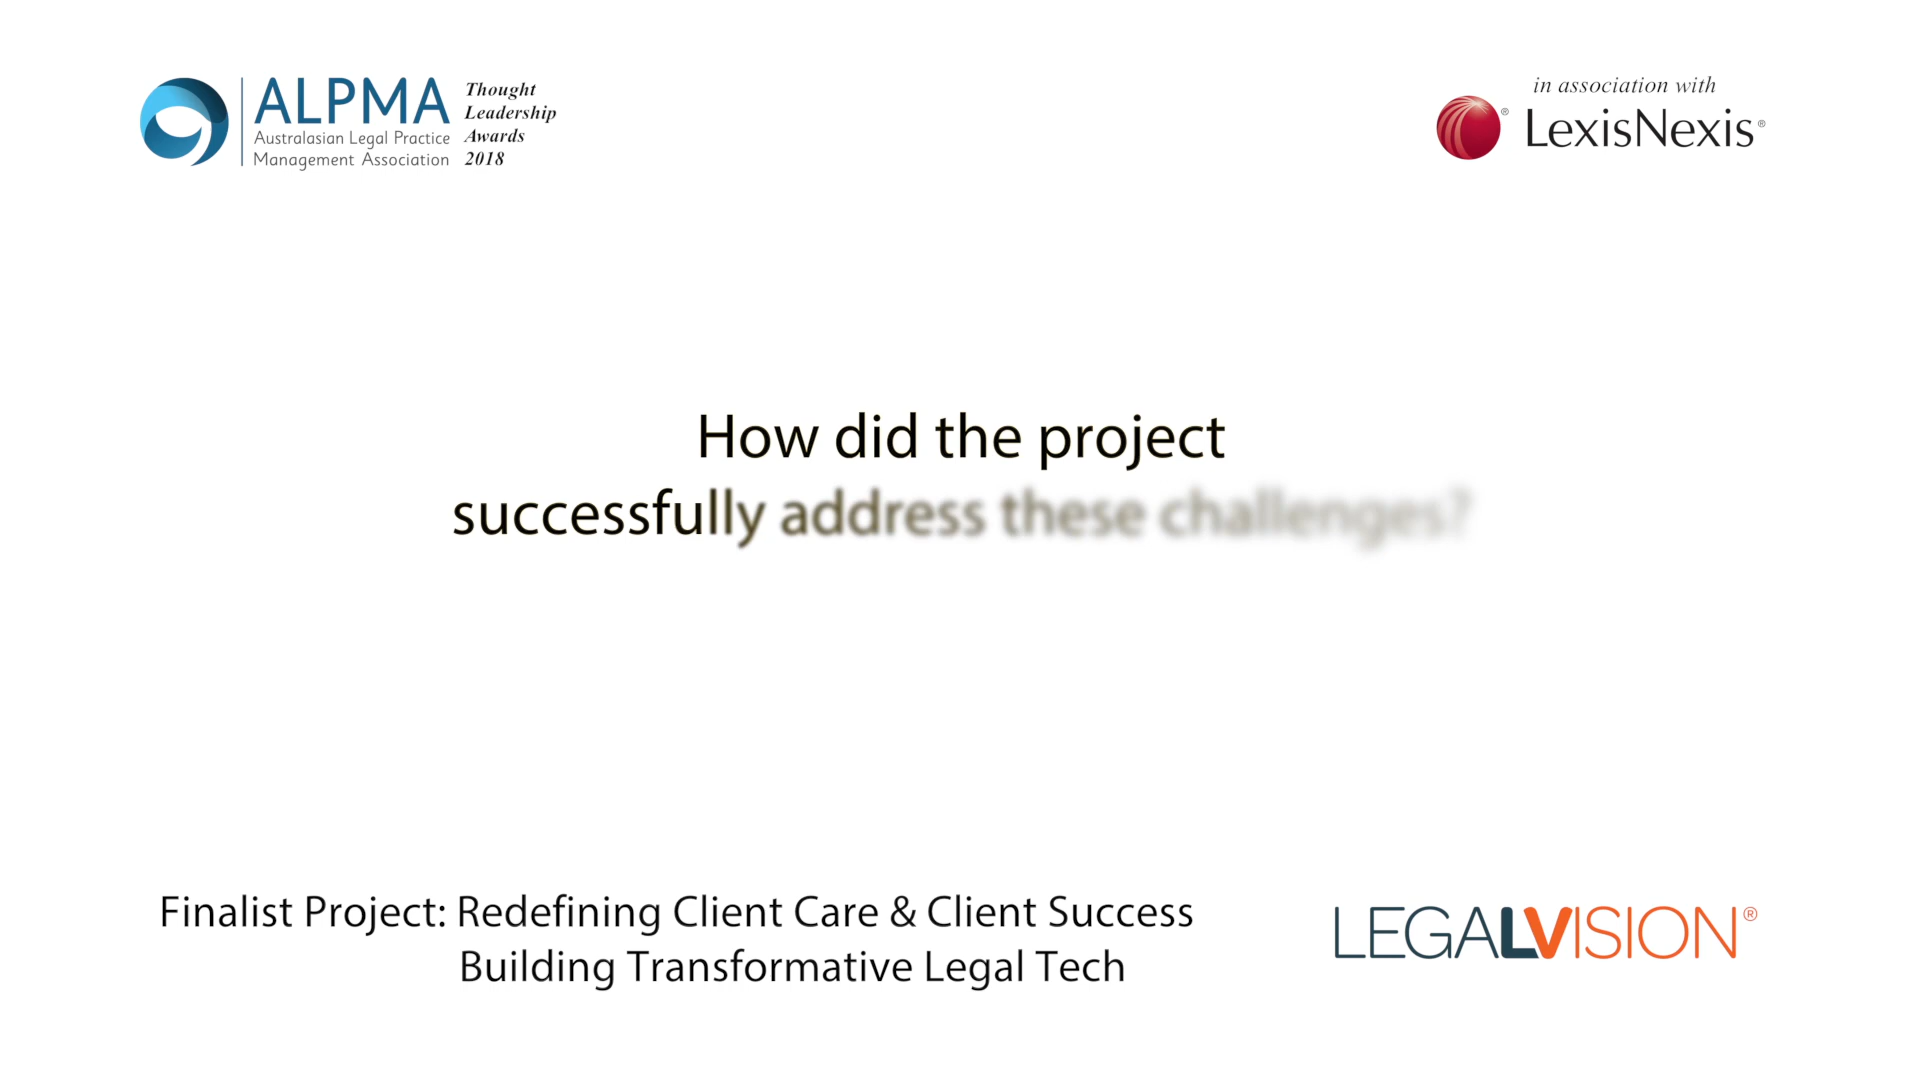 ALPMA
Australasian Legal Practice
Management Association
Thought
Leadership
Awards
2018
in association with
LexisNexis®
How did the project
successfully address these challenges?
Finalist Project: Redefining Client Care & Client Success
Building Transformative Legal Tech
LEGALVISION®